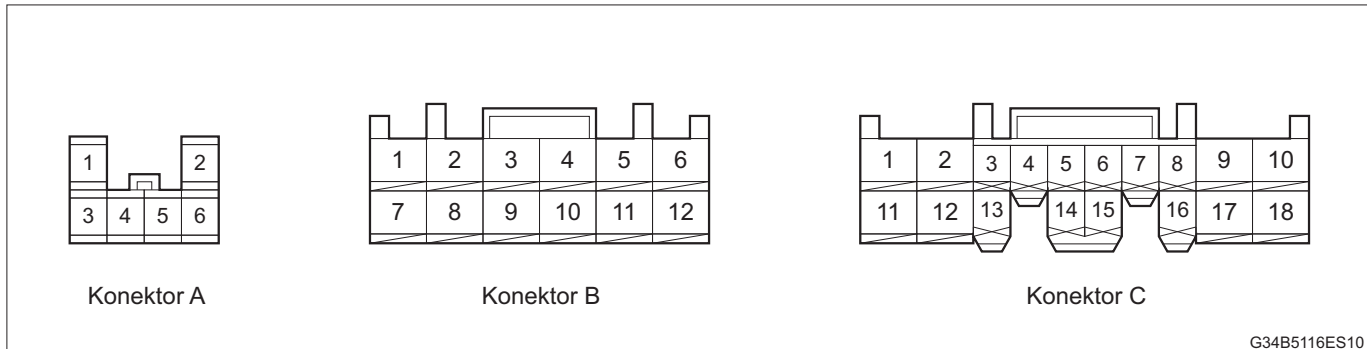 1 2
3 4 5 6
Konektor A
1 2 3 4 5 6
7 8 9 10 11 12
Konektor B
1 2 3 4 5 6 7 8 9 10
11 12 13 14 15 16 17 18
Konektor C
G34B5116ES10